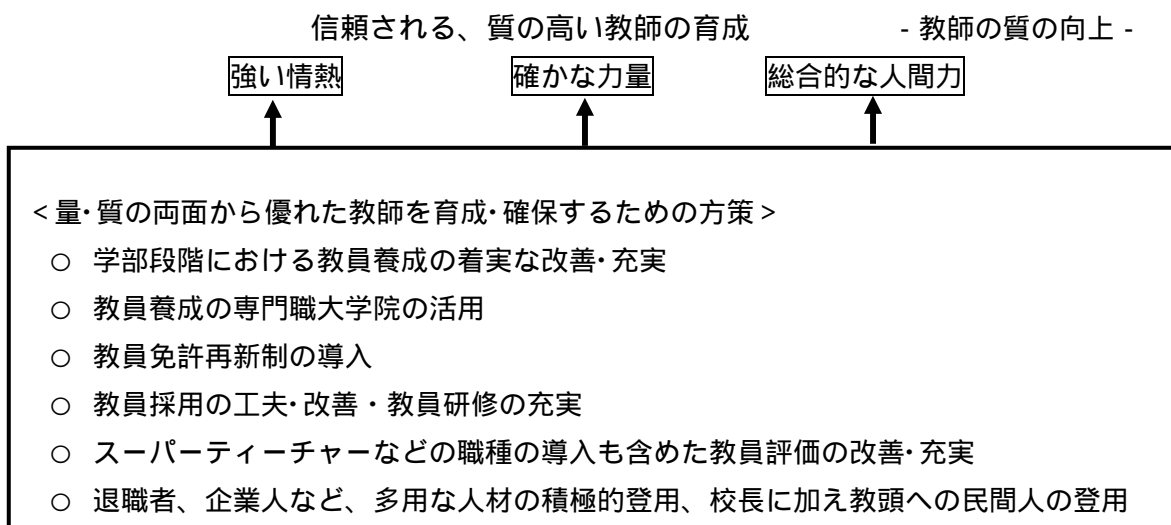 信頼される、質の高い教師の育成 - 教師の質の向上 -
強い情熱 確かな力量 総合的な人間力
<量・質の両面から優れた教師を育成・確保するための方策>
○ 学部段階における教員養成の着実な改善・充実
○ 教員養成の専門職大学院の活用
○ 教員免許再新制の導入
○ 教員採用の工夫・改善・教員研修の充実
○ スーパーティーチャーなどの職種の導入も含めた教員評価の改善・充実
○ 退職者、企業人など、多用な人材の積極的登用、校長に加え教頭への民間人の登用